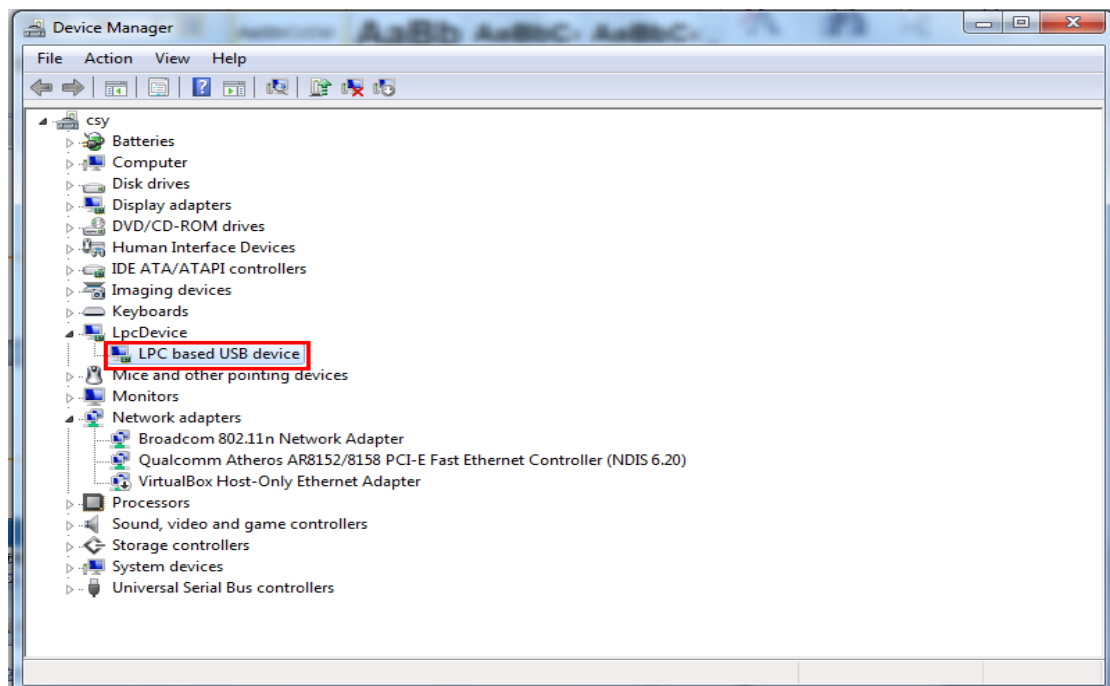 Device Manager
File Action View Help
csy
Batteries
Computer
Disk drives
Display adapters
DVD/CD-ROM drives
Human Interface Devices
IDE ATA/ATAPI controllers
Imaging devices
Keyboards
LpcDevice
LPC based USB device
Mice and other pointing devices
Monitors
Network adapters
Broadcom 802.11n Network Adapter
Qualcomm Atheros AR8152/8158 PCI-E Fast Ethernet Controller (NDIS 6.20)
VirtualBox Host-Only Ethernet Adapter
Processors
Sound, video and game controllers
Storage controllers
System devices
Universal Serial Bus controllers